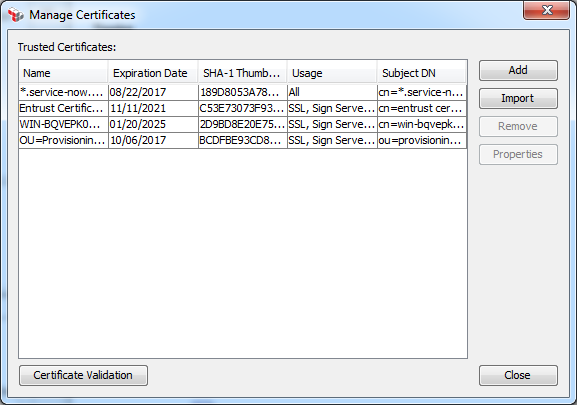 Manage Certificates
Trusted Certificates:
Name Expiration Date SHA-1 Thumb... Usage Subject DN
*.service-now.... 08/22/2017 189D8053A78... All cn=*.service-n...
Entrust Certific... 11/11/2021 C53E73073F93... SSL, Sign Serve... cn=entrust cer...
WIN-BQVEPK0... 01/20/2025 2D9BD8E20E75... SSL, Sign Serve... cn=win-bqvepk...
OU=Provisionin... 10/06/2017 BCDFBE93CD8... SSL, Sign Serve... ou=provisionin...
Add
Import
Remove
Properties
Certificate Validation
Close